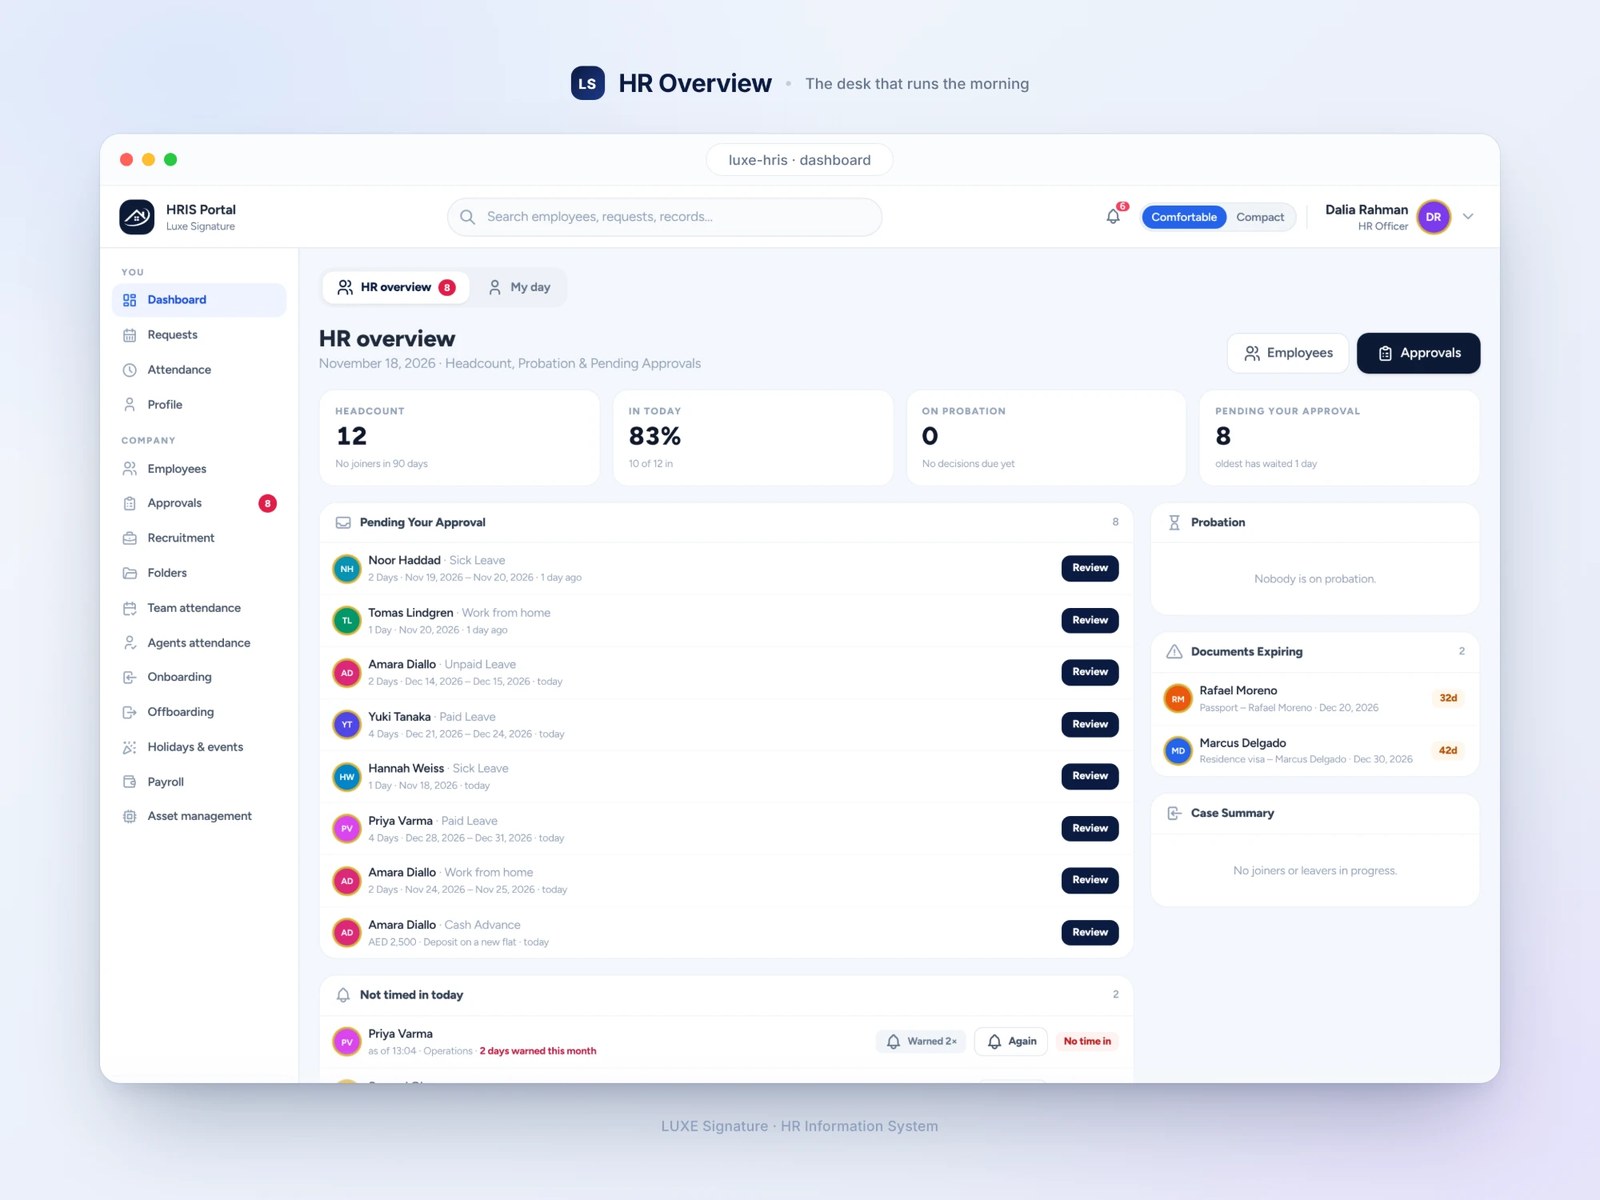 LS HR Overview • The desk that runs the morning
luxe-hris · dashboard
HRIS Portal
Luxe Signature
Search employees, requests, records...
6
Comfortable Compact
Dalia Rahman
HR Officer
DR
YOU
Dashboard
Requests
Attendance
Profile
COMPANY
Employees
Approvals 8
Recruitment
Folders
Team attendance
Agents attendance
Onboarding
Offboarding
Holidays & events
Payroll
Asset management
HR overview 8 My day
HR overview
November 18, 2026 · Headcount, Probation & Pending Approvals
Employees Approvals
HEADCOUNT
12
No joiners in 90 days
IN TODAY
83%
10 of 12 in
ON PROBATION
0
No decisions due yet
PENDING YOUR APPROVAL
8
oldest has waited 1 day
Pending Your Approval 8
NH Noor Haddad · Sick Leave
2 Days · Nov 19, 2026 – Nov 20, 2026 · 1 day ago
Review
TL Tomas Lindgren · Work from home
1 Day · Nov 20, 2026 · 1 day ago
Review
AD Amara Diallo · Unpaid Leave
2 Days · Dec 14, 2026 – Dec 15, 2026 · today
Review
YT Yuki Tanaka · Paid Leave
4 Days · Dec 21, 2026 – Dec 24, 2026 · today
Review
HW Hannah Weiss · Sick Leave
1 Day · Nov 18, 2026 · today
Review
PV Priya Varma · Paid Leave
4 Days · Dec 28, 2026 – Dec 31, 2026 · today
Review
AD Amara Diallo · Work from home
2 Days · Nov 24, 2026 – Nov 25, 2026 · today
Review
AD Amara Diallo · Cash Advance
AED 2,500 · Deposit on a new flat · today
Review
Not timed in today 2
PV Priya Varma
as of 13:04 · Operations · 2 days warned this month
Warned 2× Again No time in
Probation
Nobody is on probation.
Documents Expiring 2
RM Rafael Moreno
Passport – Rafael Moreno · Dec 20, 2026
32d
MD Marcus Delgado
Residence visa – Marcus Delgado · Dec 30, 2026
42d
Case Summary
No joiners or leavers in progress.
LUXE Signature · HR Information System